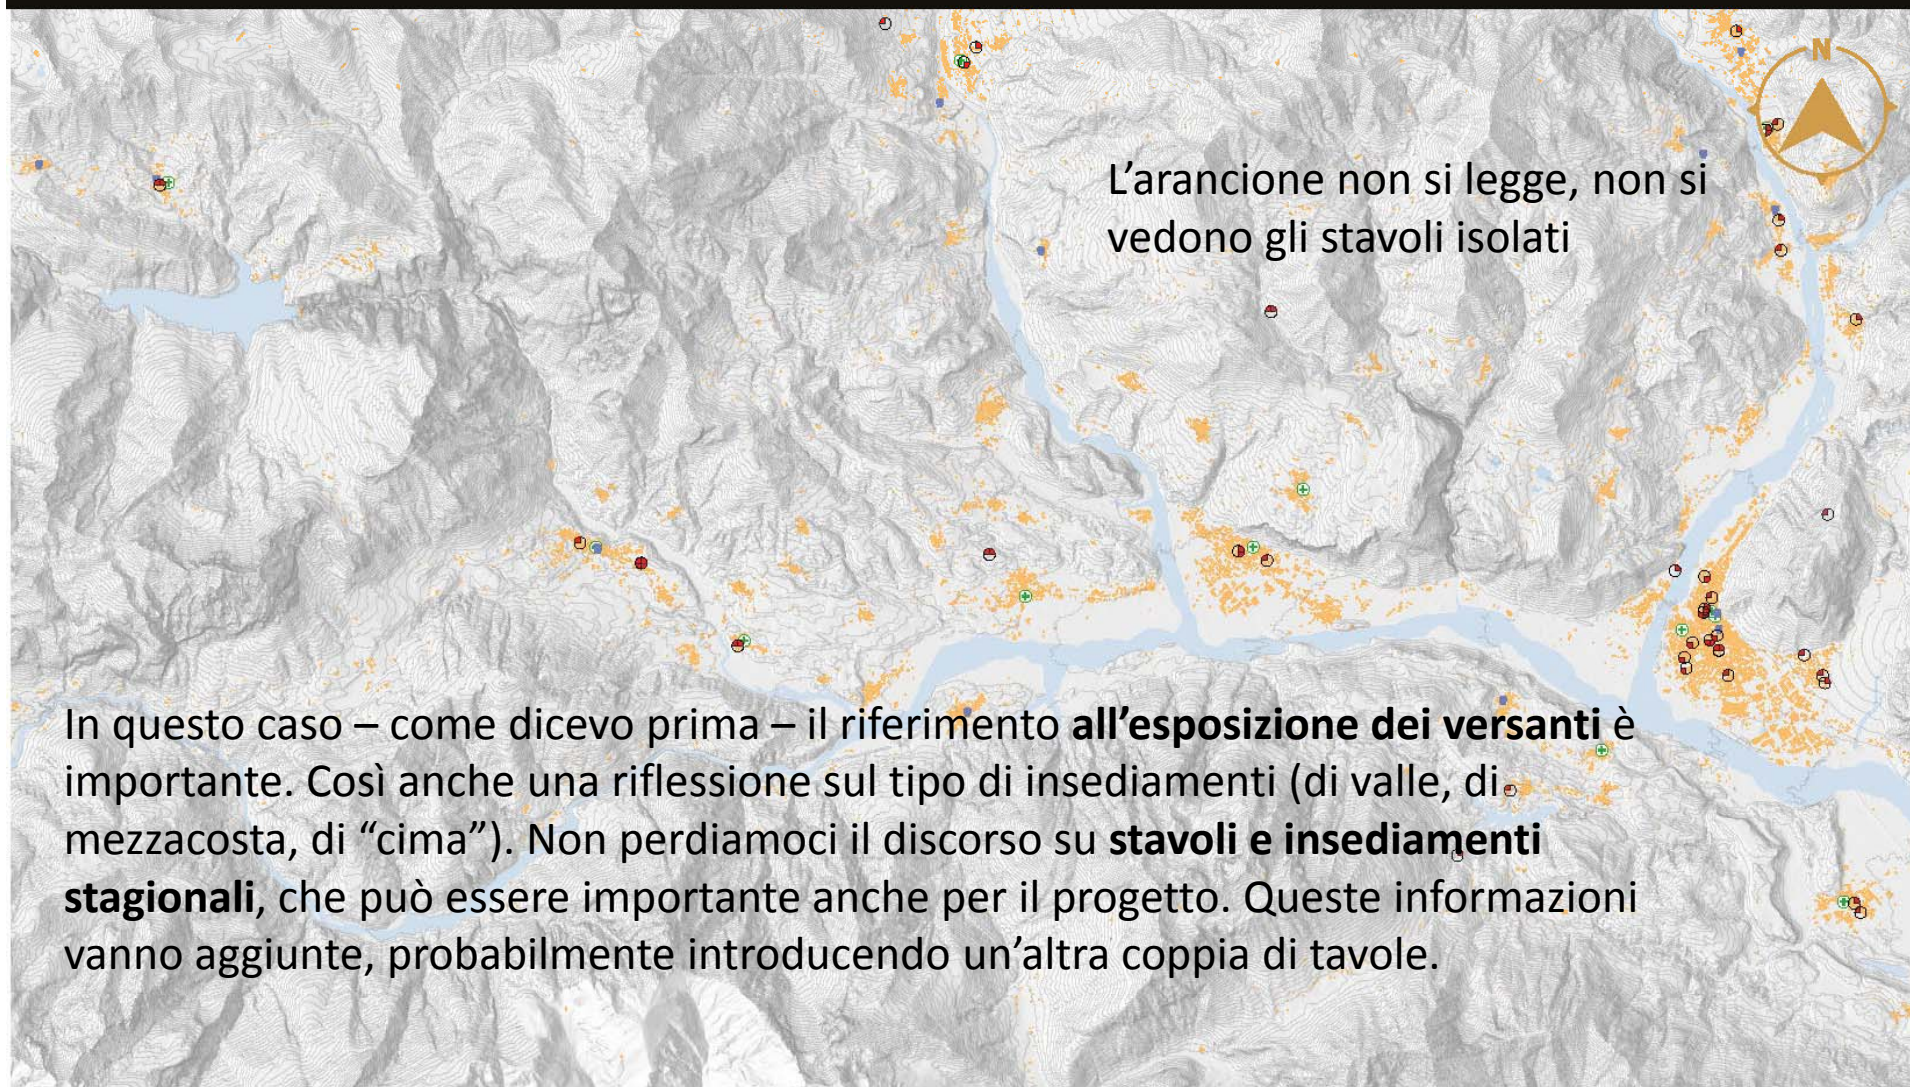 N
L’arancione non si legge, non si
vedono gli stavoli isolati
In questo caso – come dicevo prima – il riferimento all’esposizione dei versanti è
importante. Così anche una riflessione sul tipo di insediamenti (di valle, di
mezzacosta, di “cima”). Non perdiamoci il discorso su stavoli e insediamenti
stagionali, che può essere importante anche per il progetto. Queste informazioni
vanno aggiunte, probabilmente introducendo un’altra coppia di tavole.